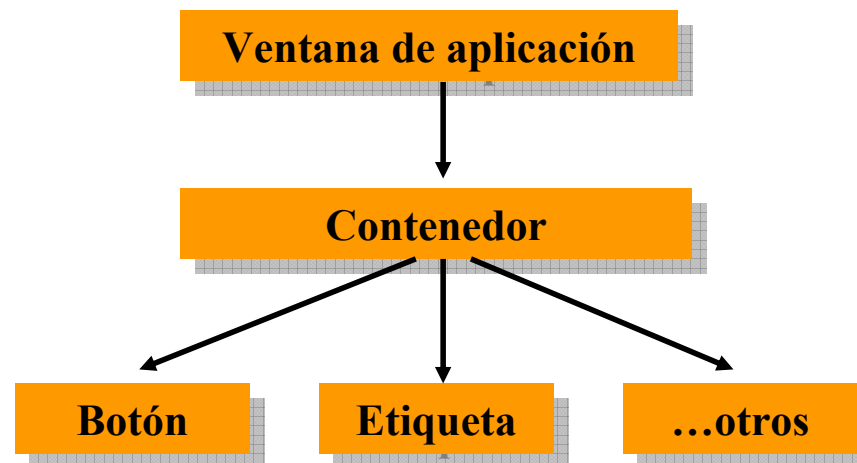 Ventana de aplicación
Contenedor
Botón
Etiqueta
…otros